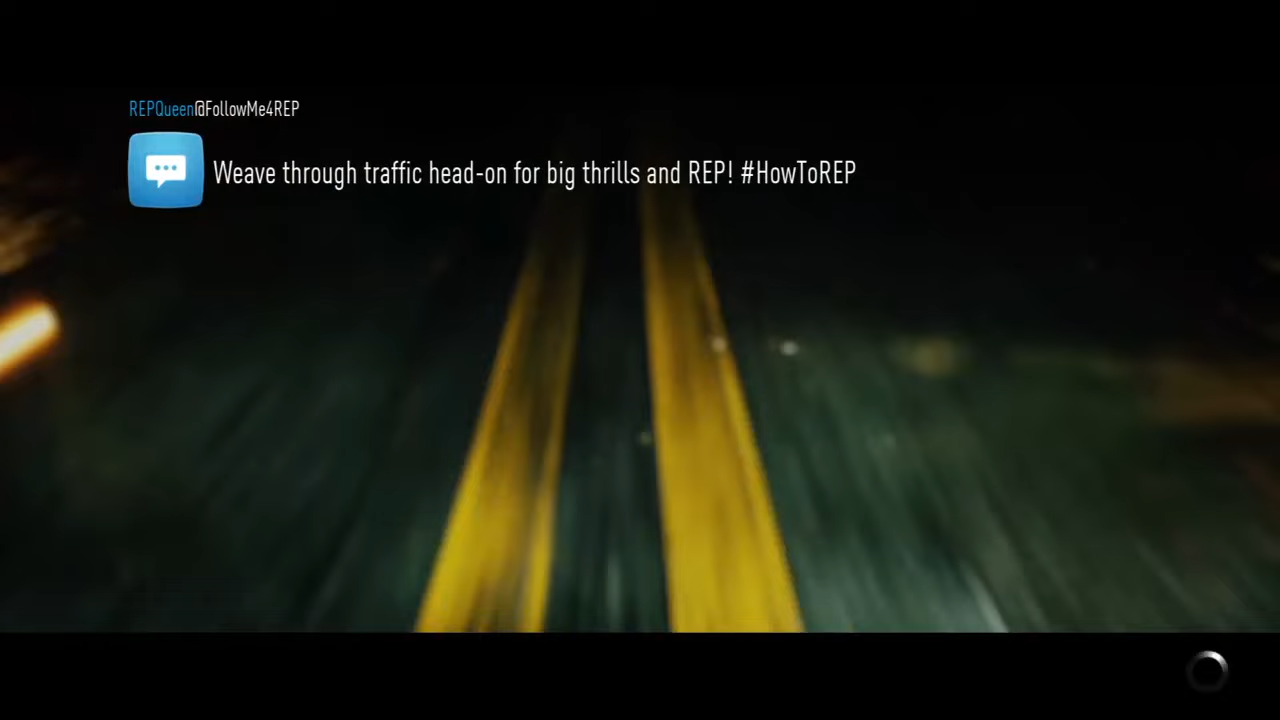 REPQueen@FollowMe4REP
Weave through traffic head-on for big thrills and REP! #HowToREP